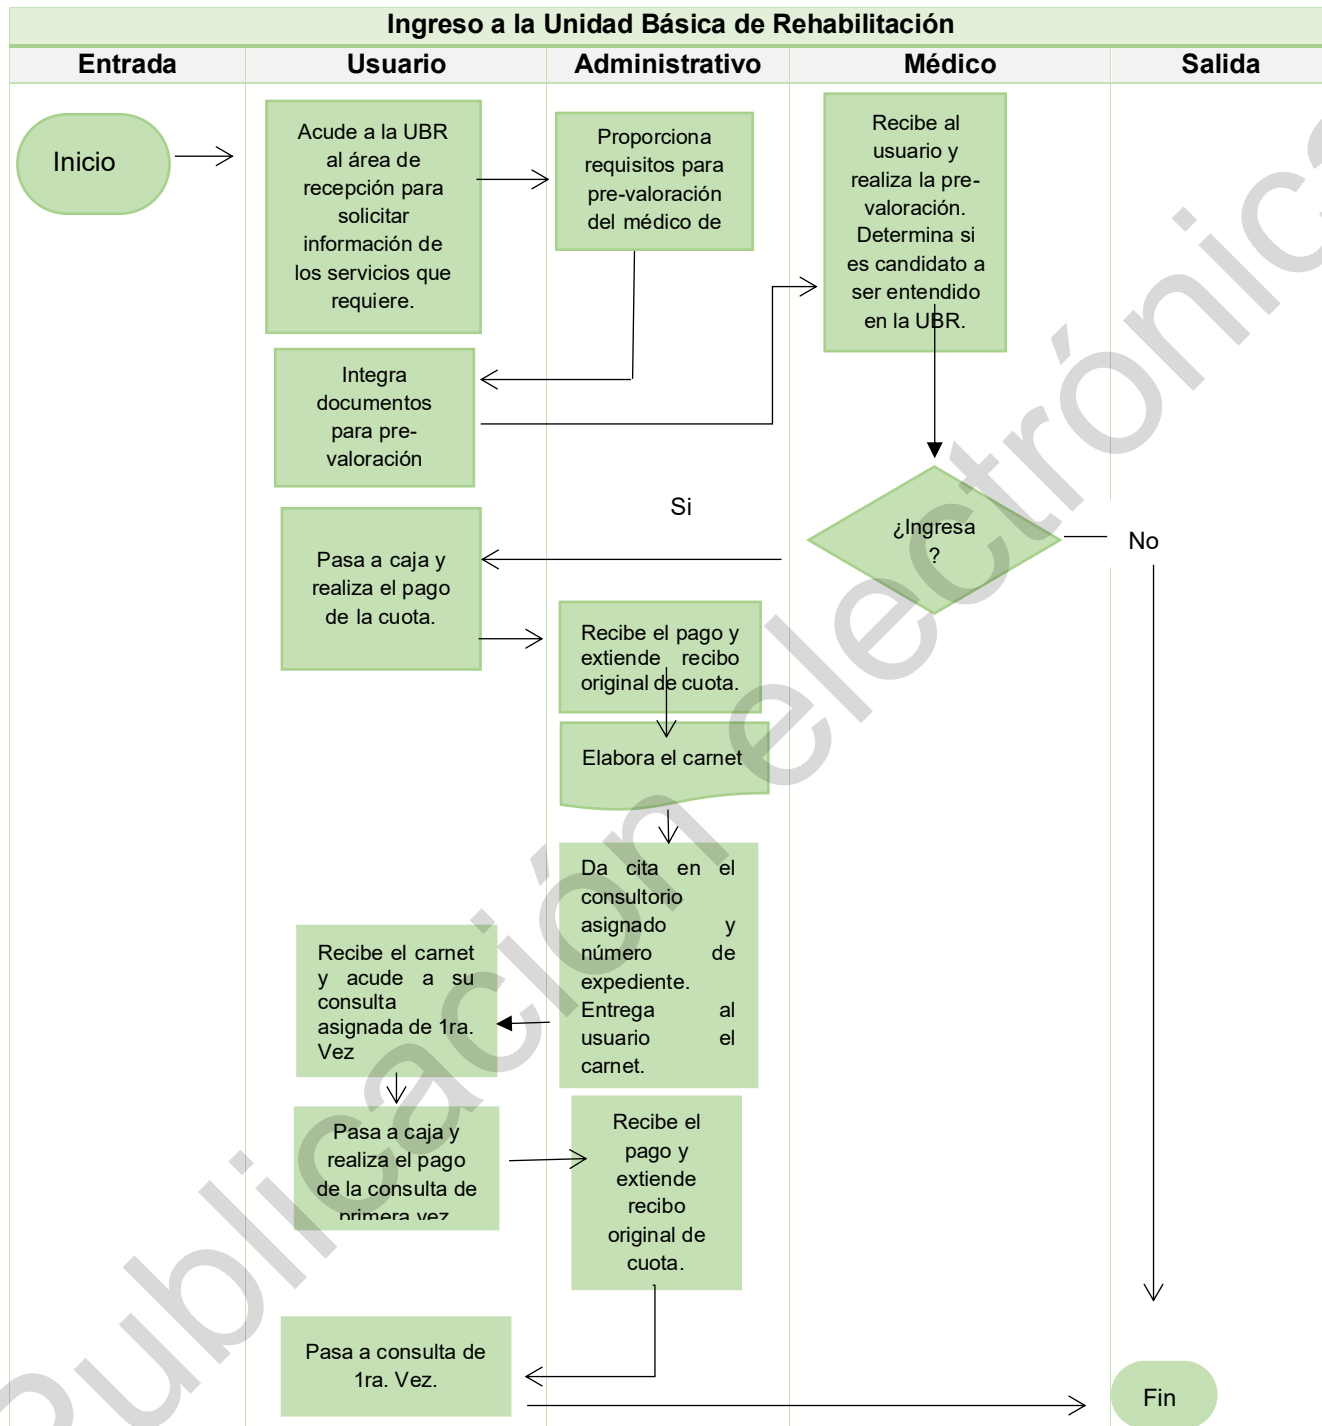 Ingreso a la Unidad Básica de Rehabilitación
Entrada
Usuario
Administrativo
Médico
Salida
Inicio
Acude a la UBR
al área de
recepción para
solicitar
información de
los servicios que
requiere.
Proporciona
requisitos para
pre-valoración
del médico de
Recibe al
usuario y
realiza la pre-
valoración.
Determina si
es candidato a
ser entendido
en la UBR.
Integra
documentos
para pre-
valoración
Si
¿Ingresa
?
No
Pasa a caja y
realiza el pago
de la cuota.
Recibe el pago y
extiende recibo
original de cuota.
Elabora el carnet
Da cita en el
consultorio
asignado y
número de
expediente.
Entrega al
usuario el
carnet.
Recibe el carnet
y acude a su
consulta
asignada de 1ra.
Vez
Pasa a caja y
realiza el pago
de la consulta de
primera vez
Recibe el
pago y
extiende
recibo
original de
cuota.
Pasa a consulta de
1ra. Vez.
Fin
Publicación electrónica